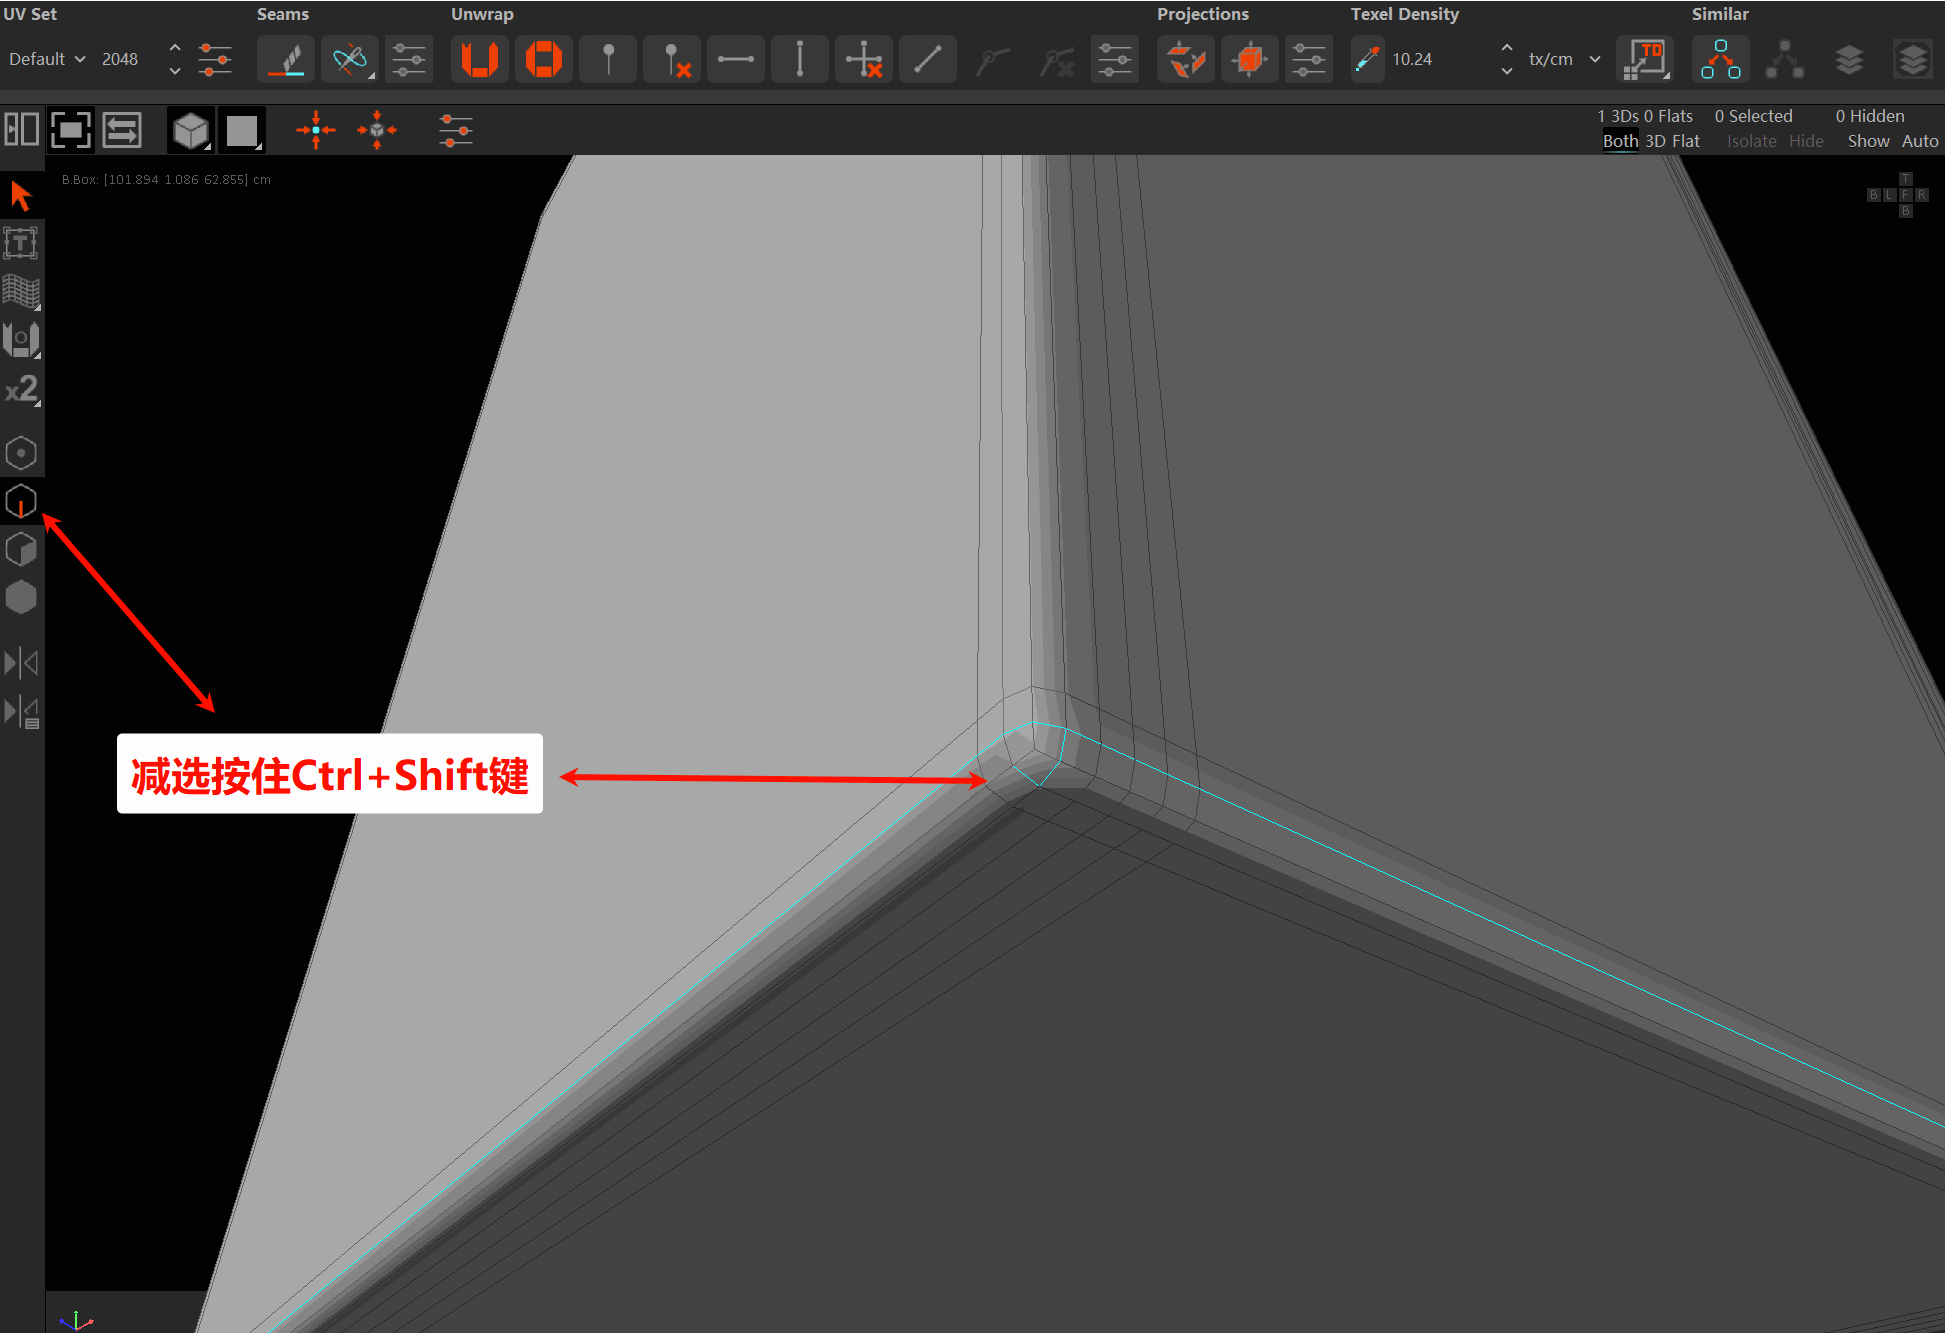 UV Set Seams Unwrap Projections Texel Density Similar
Default 2048 10.24 tx/cm TD
x2
1 3Ds 0 Flats 0 Selected 0 Hidden
Both 3D Flat Isolate Hide Show Auto
B.Box: [101.894 1.086 62.855] cm
T
B L F R
B
T
减选按住Ctrl+Shift键